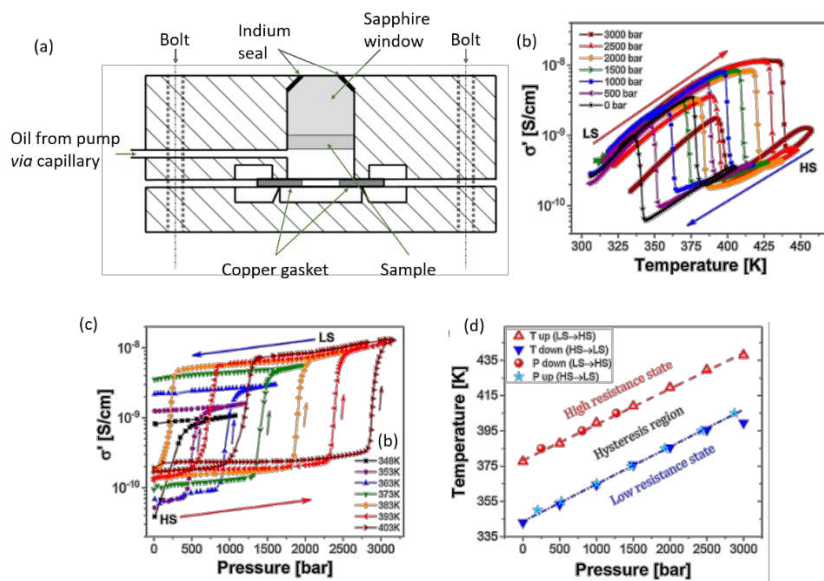 (a)
Bolt
Indium
seal
Sapphire
window
Bolt
Oil from pump
via capillary
Copper gasket
Sample
(b)
σ' [S/cm]
10⁻⁸
10⁻⁹
10⁻¹⁰
3000 bar
2500 bar
2000 bar
1500 bar
1000 bar
500 bar
0 bar
LS
HS
300 325 350 375 400 425 450
Temperature [K]
(c)
σ' [S/cm]
10⁻⁸
10⁻⁹
10⁻¹⁰
LS
(b)
348K
353K
363K
373K
383K
393K
403K
HS
0 500 1000 1500 2000 2500 3000
Pressure [bar]
(d)
Temperature [K]
435
405
375
345
T up (LS→HS)
T down (HS→LS)
P down (LS→HS)
P up (HS→LS)
High resistance state
Hysteresis region
Low resistance state
0 500 1000 1500 2000 2500 3000
Pressure [bar]